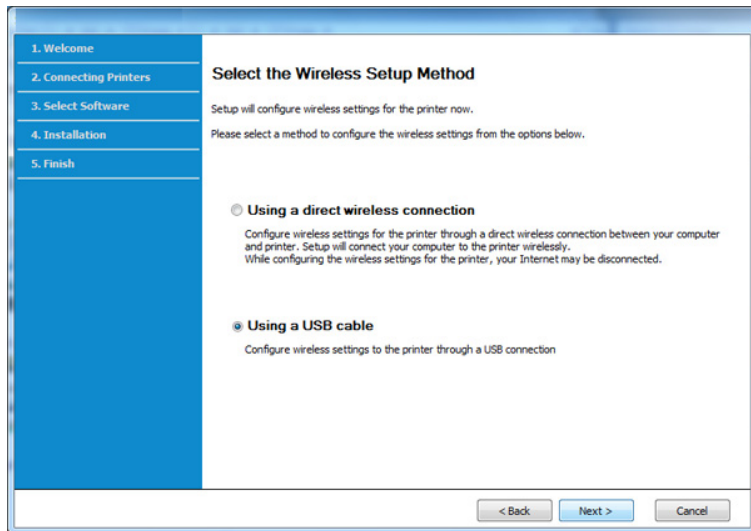 1. Welcome
2. Connecting Printers
3. Select Software
4. Installation
5. Finish
Select the Wireless Setup Method
Setup will configure wireless settings for the printer now.
Please select a method to configure the wireless settings from the options below.
Using a direct wireless connection
Configure wireless settings for the printer through a direct wireless connection between your computer
and printer. Setup will connect your computer to the printer wirelessly.
While configuring the wireless settings for the printer, your Internet may be disconnected.
Using a USB cable
Configure wireless settings to the printer through a USB connection
< Back
Next >
Cancel